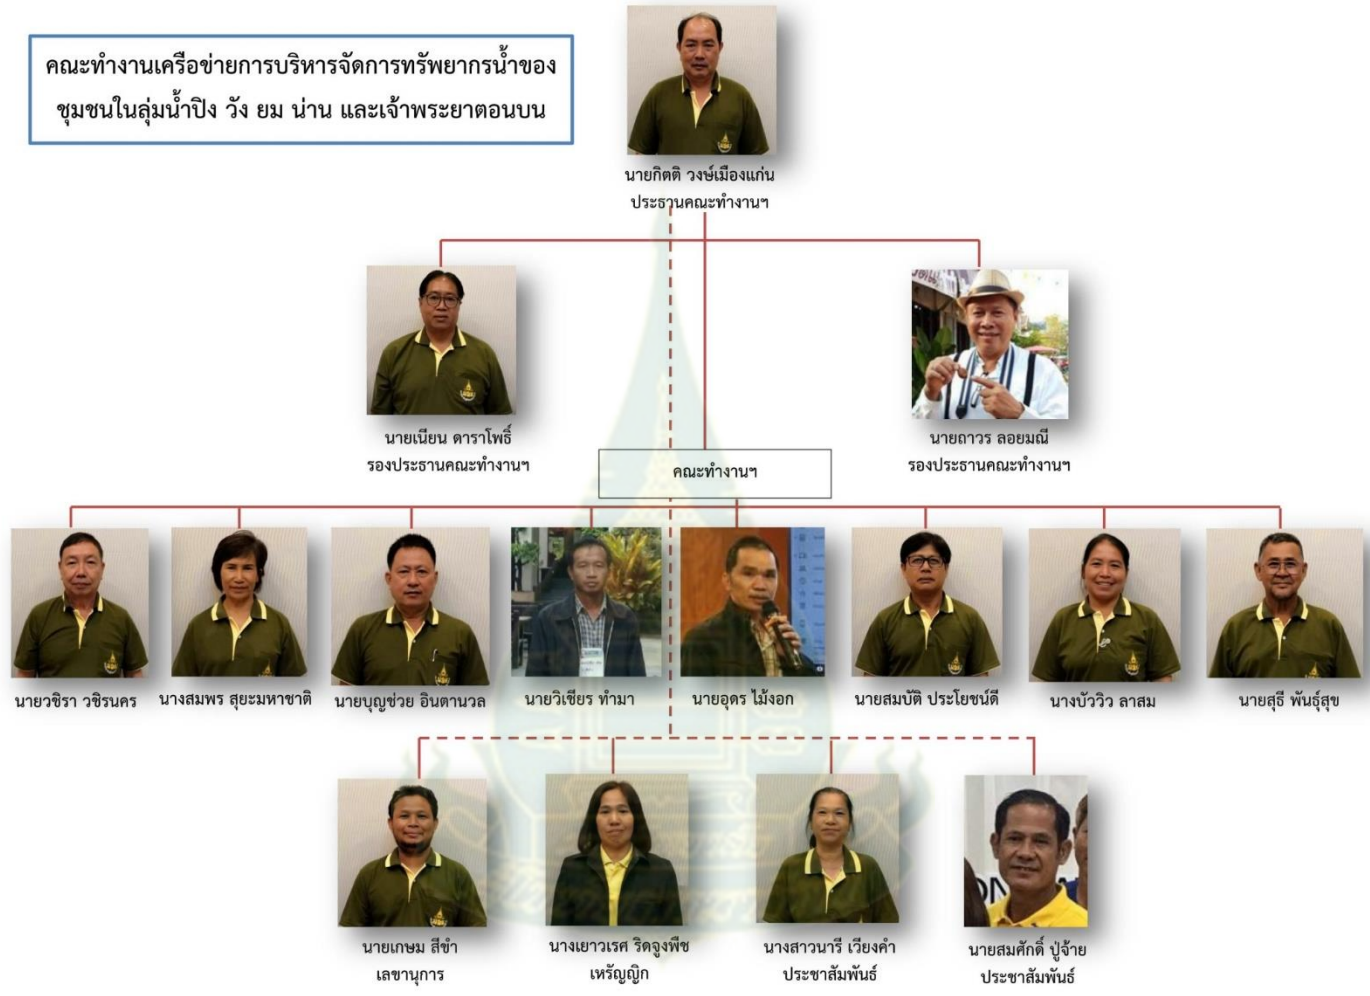 คณะทำงานเครือข่ายการบริหารจัดการทรัพยากรน้ำของ
ชุมชนในลุ่มน้ำปิง วัง ยม น่าน และเจ้าพระยาตอนบน
นายกิตติ วงษ์เมืองแก่น
ประธานคณะทำงานฯ
นายเนียน ดาราโพธิ์
รองประธานคณะทำงานฯ
นายถาวร ลอยมณี
รองประธานคณะทำงานฯ
คณะทำงานฯ
นายวชิรา วชิรนคร
นางสมพร สุยะมหาชาติ
นายบุญช่วย อินตานวล
นายวิเชียร ทำมา
นายอุดร ไม้งอก
นายสมบัติ ประโยชน์ดี
นางบัววิว ลาสม
นายสุธี พันธุ์สุข
นายเกษม สีขำ
เลขานุการ
นางเยาวเรศ ริดจูงพืช
เหรัญญิก
นางสาวนารี เวียงคำ
ประชาสัมพันธ์
นายสมศักดิ์ ปู่จ้าย
ประชาสัมพันธ์